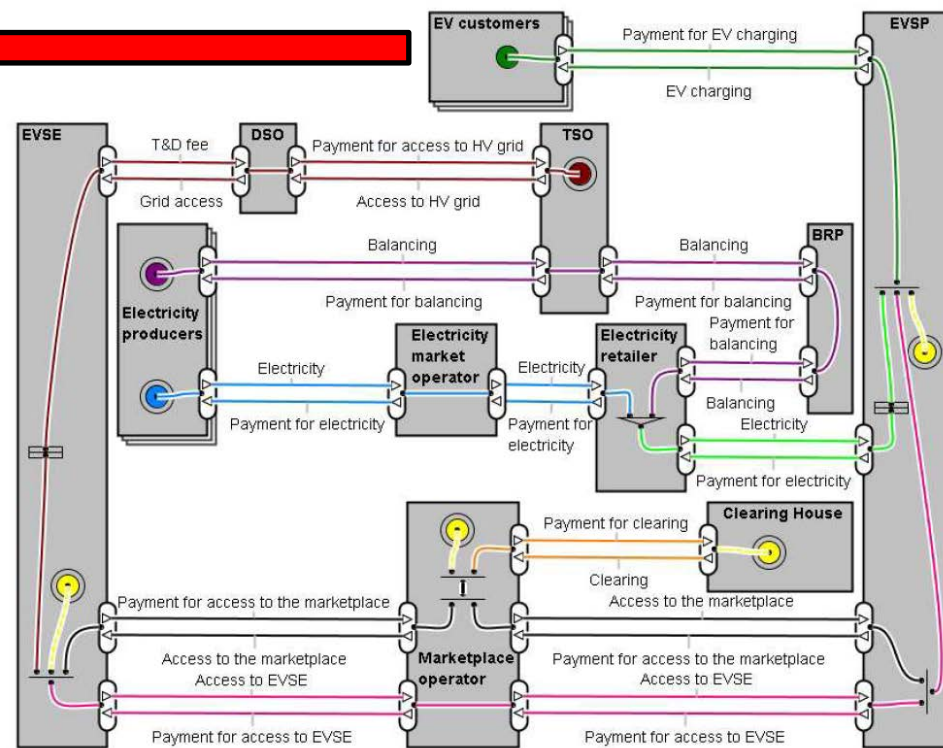 EV customers
EVSP
Payment for EV charging
EV charging
EVSE
DSO
TSO
T&D fee
Payment for access to HV grid
Grid access
Access to HV grid
BRP
Balancing
Balancing
Payment for balancing
Payment for balancing
Electricity
producers
Electricity
market
operator
Electricity
retailer
Payment for
balancing
Electricity
Electricity
Balancing
Payment for electricity
Payment for
electricity
Electricity
Payment for electricity
Clearing House
Payment for clearing
Clearing
Payment for access to the marketplace
Access to the marketplace
Access to the marketplace
Payment for access to the marketplace
Marketplace
operator
Access to EVSE
Access to EVSE
Payment for access to EVSE
Payment for access to EVSE